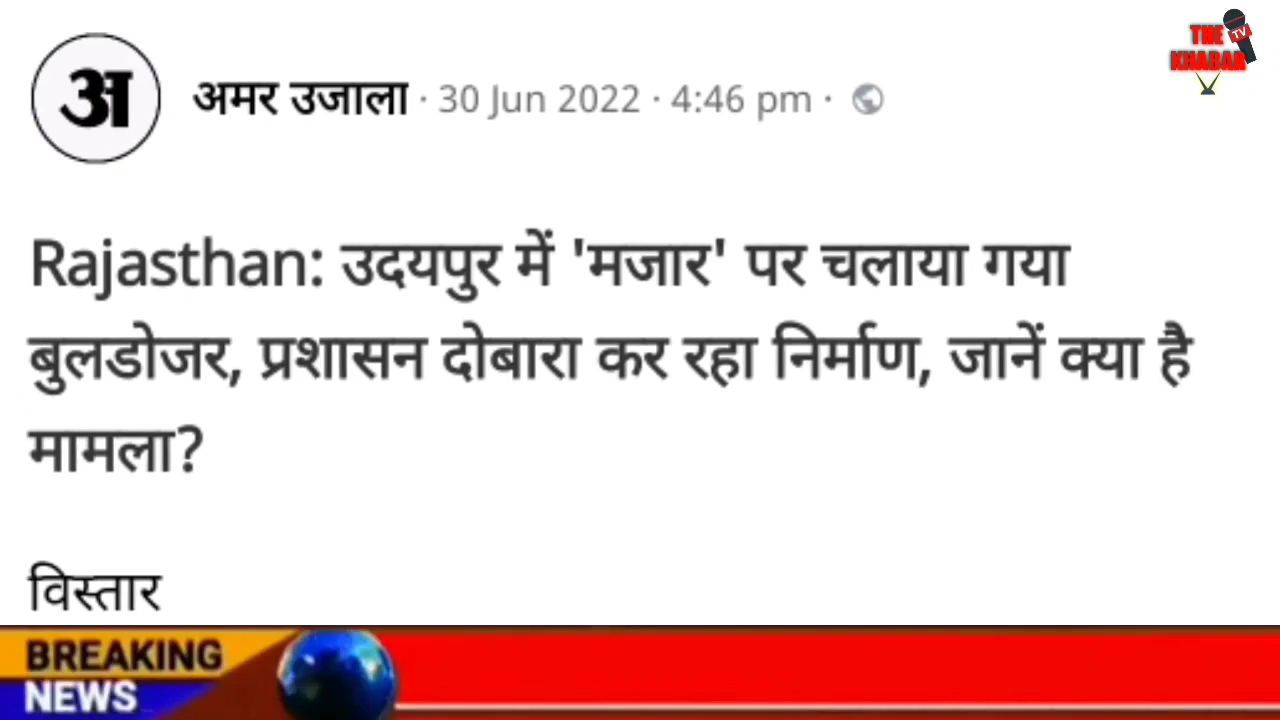 THE TV
KHABAR
अ
अमर उजाला · 30 Jun 2022 · 4:46 pm ·
Rajasthan: उदयपुर में 'मजार' पर चलाया गया
बुलडोजर, प्रशासन दोबारा कर रहा निर्माण, जानें क्या है
मामला?
विस्तार
BREAKING
NEWS